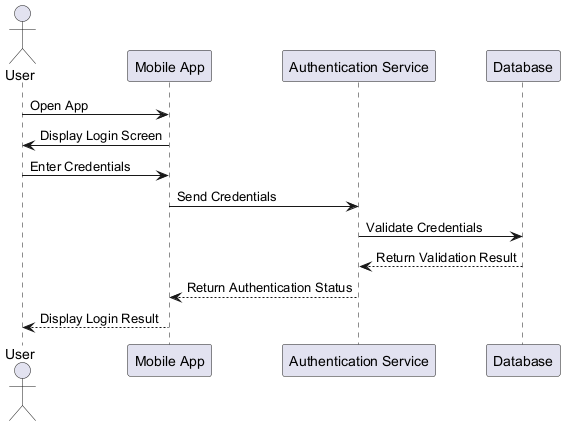 User
Mobile App
Authentication Service
Database
Open App
Display Login Screen
Enter Credentials
Send Credentials
Validate Credentials
Return Validation Result
Return Authentication Status
Display Login Result
User
Mobile App
Authentication Service
Database